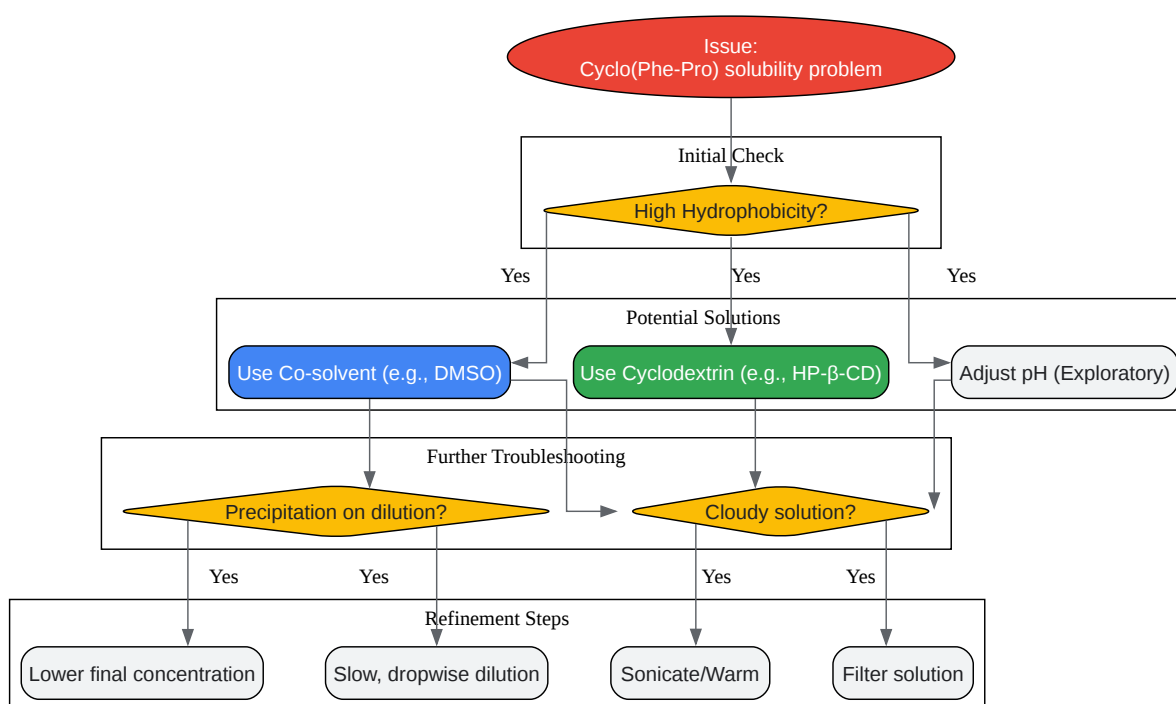 Issue:
Cyclo(Phe-Pro) solubility problem
Initial Check
High Hydrophobicity?
Yes
Yes
Yes
Potential Solutions
Use Co-solvent (e.g., DMSO)
Use Cyclodextrin (e.g., HP-β-CD)
Adjust pH (Exploratory)
Further Troubleshooting
Precipitation on dilution?
Cloudy solution?
Yes
Yes
Yes
Yes
Refinement Steps
Lower final concentration
Slow, dropwise dilution
Sonicate/Warm
Filter solution